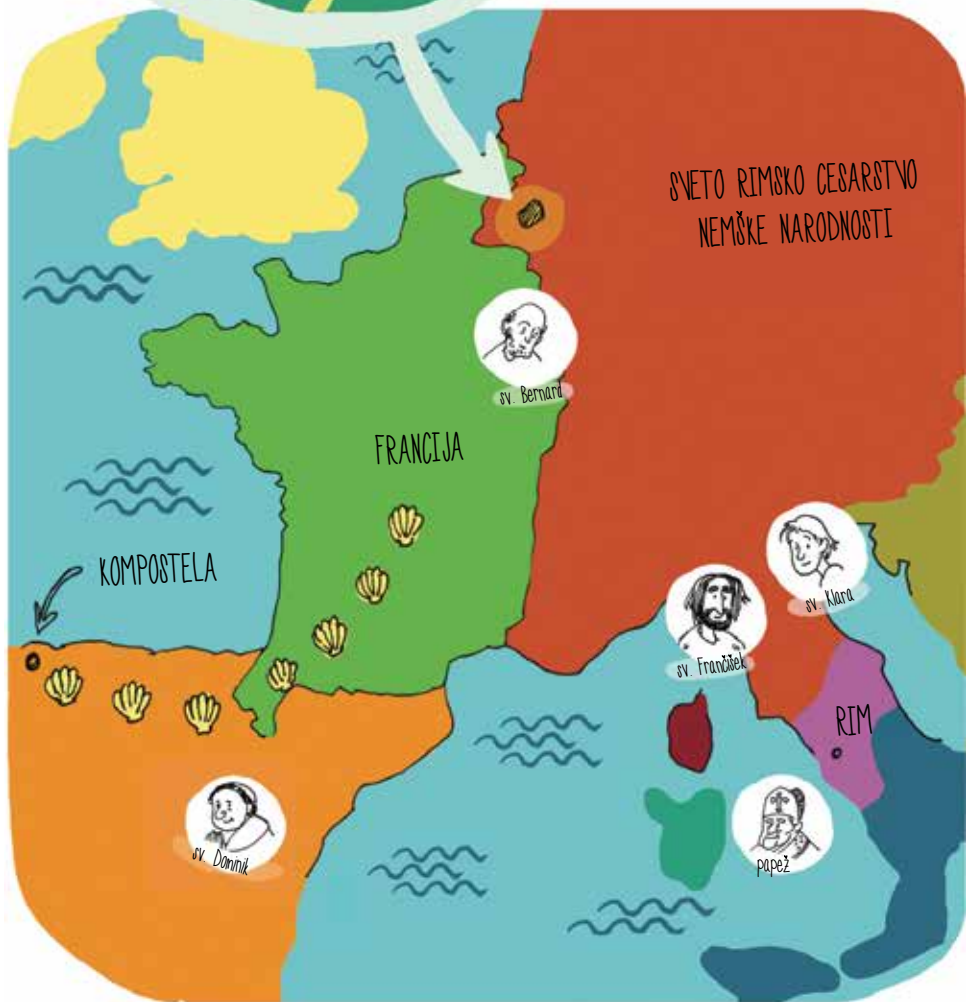 SVETO RIMSKO CESARSTVO
NEMŠKE NARODNOSTI
sv. Bernard
FRANCIJA
KOMPOSTELA
sv. Klara
sv. Frančišek
RIM
sv. Dominik
papež